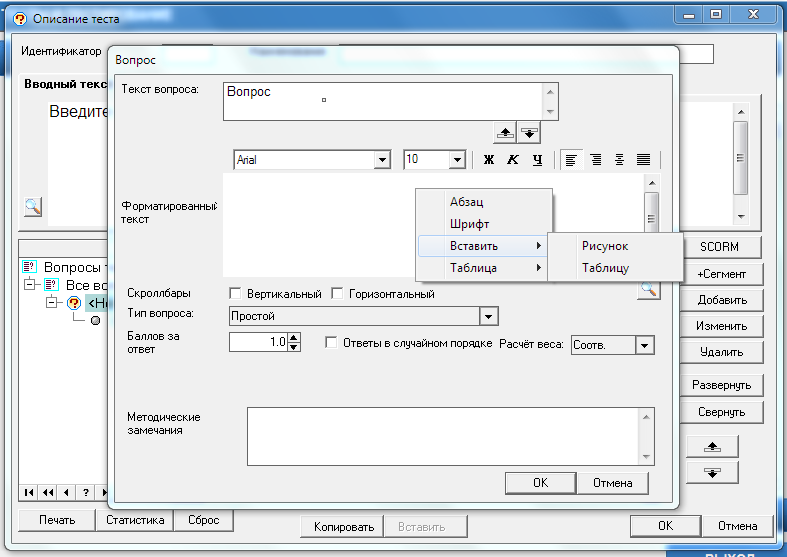 Описание теста
Идентификатор
Вопрос
Вводный текс
Текст вопроса:
Вопрос
Введите
Arial
10
Ж К Ч
Форматированный
текст
Абзац
Шрифт
Вставить
Рисунок
Таблица
Таблицу
SCORM
+Сегмент
Добавить
Изменить
Удалить
Развернуть
Свернуть
Вопросы т
Все во
<Не
Скроллбары
Вертикальный
Горизонтальный
Тип вопроса:
Простой
Баллов за
ответ
1.0
Ответы в случайном порядке
Расчёт веса:
Соотв.
Методические
замечания
OK
Отмена
Печать
Статистика
Сброс
Копировать
Вставить
OK
Отмена